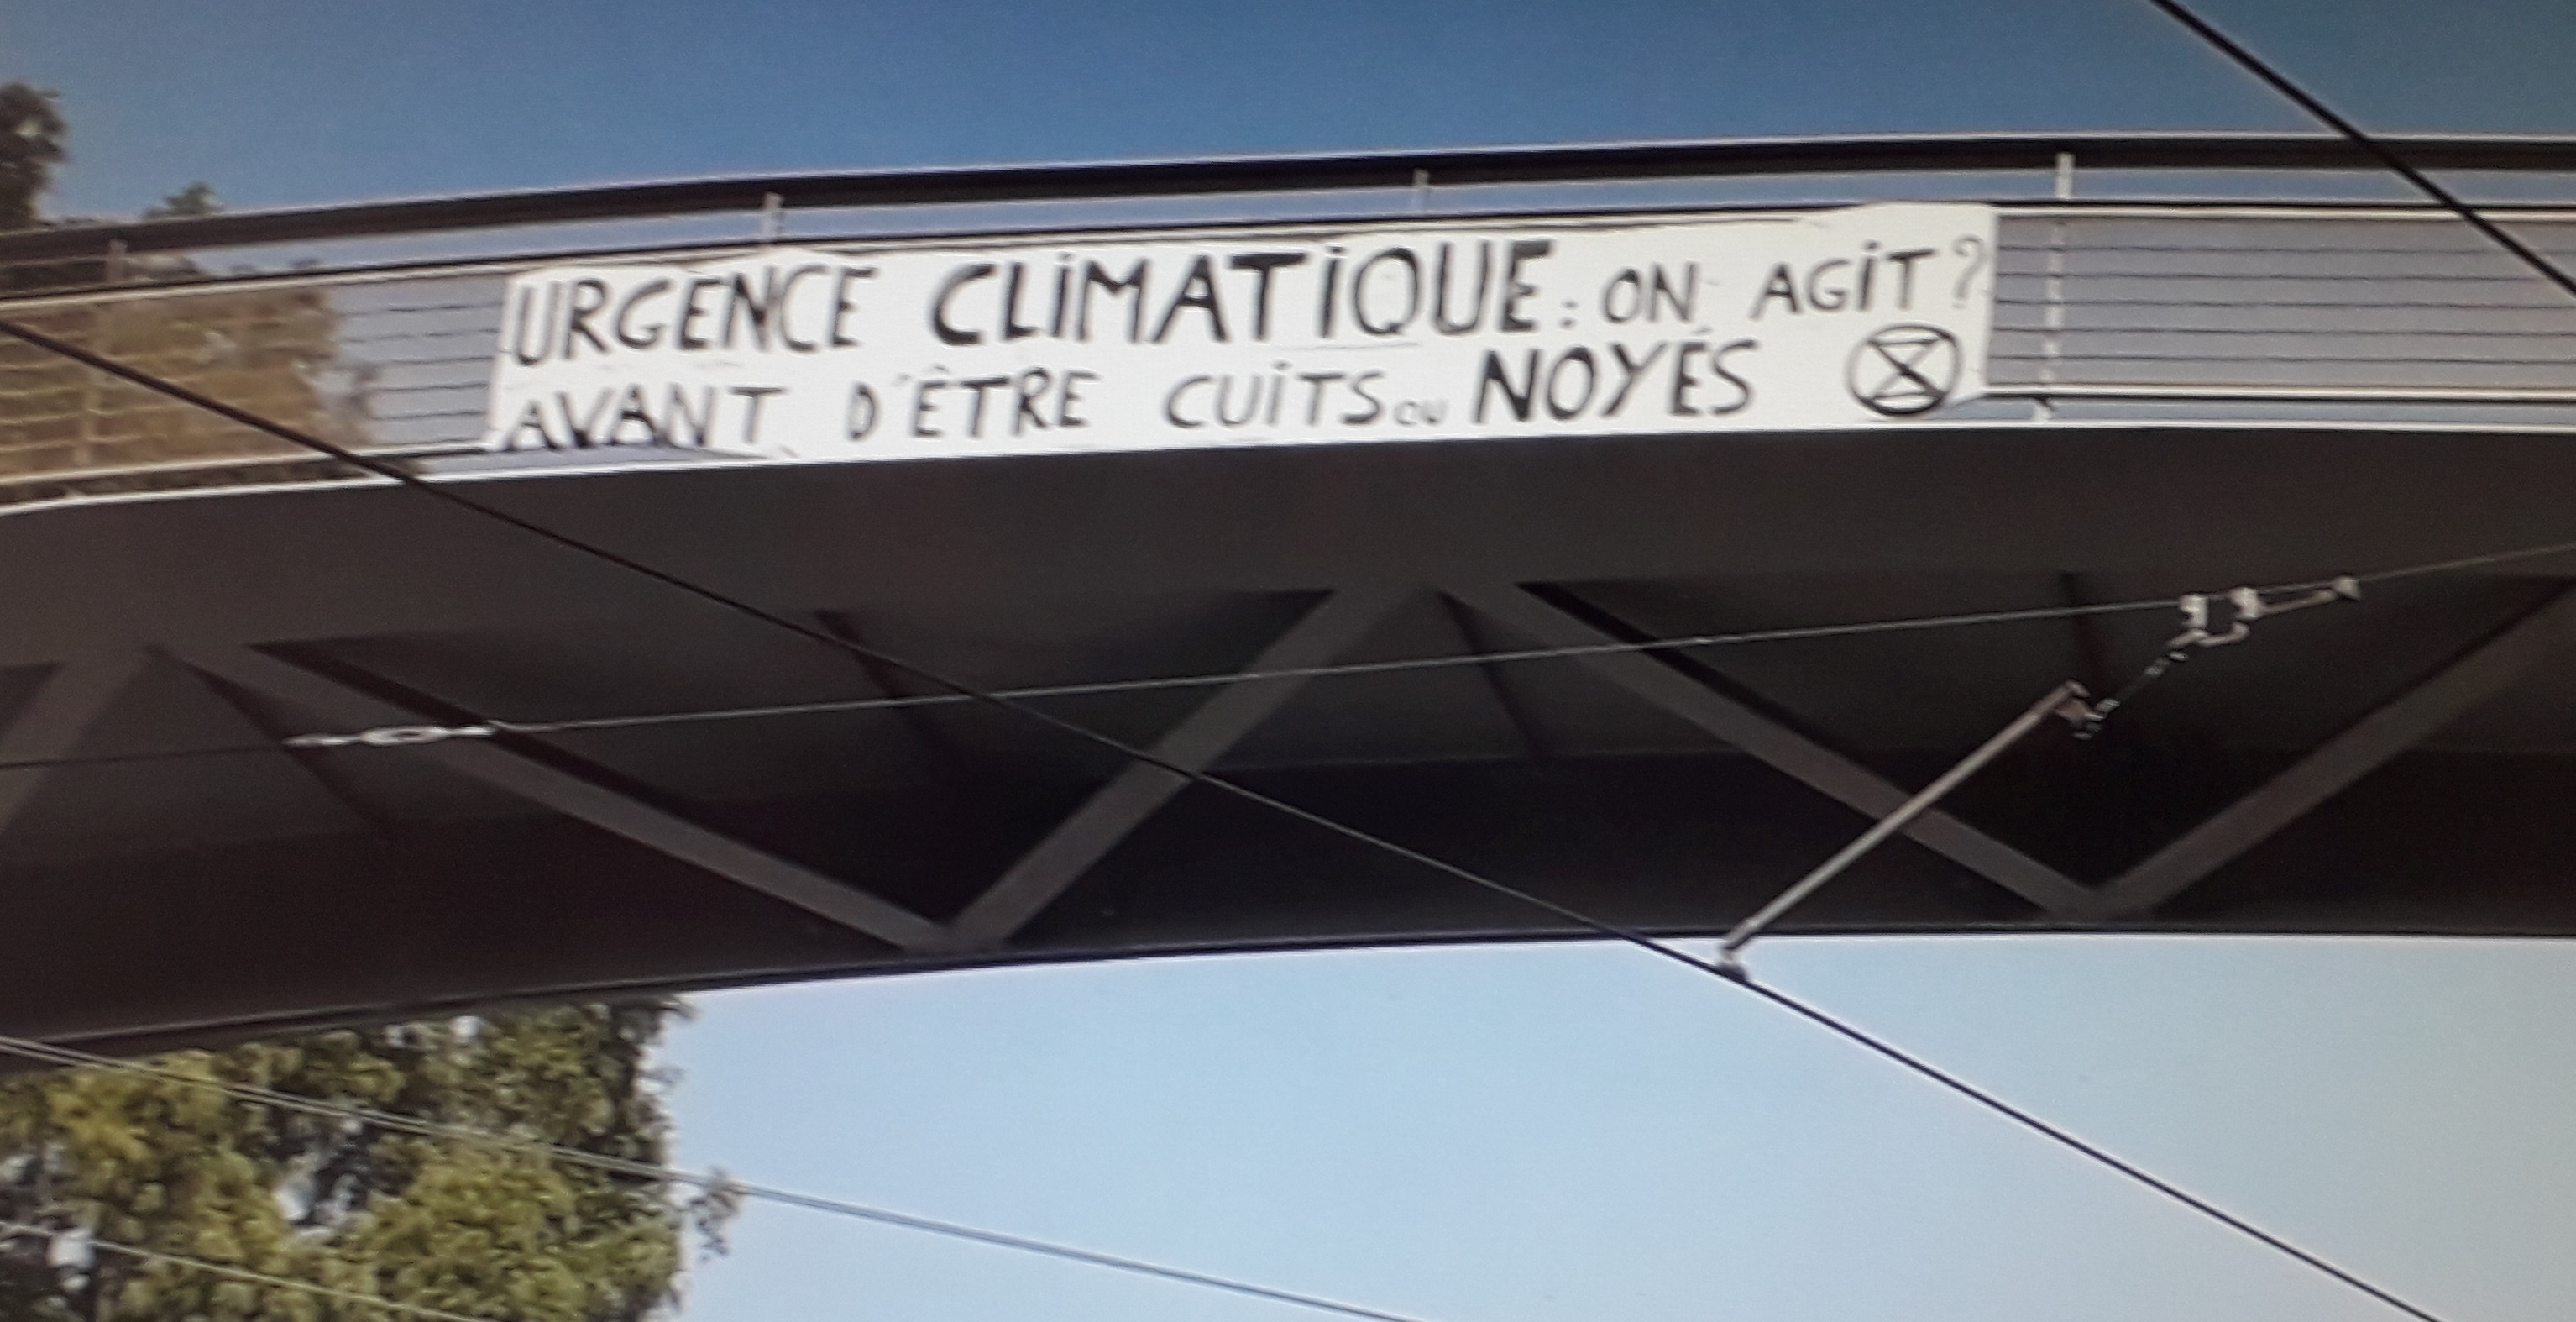 URGENCE CLIMATIQUE : ON AGIT ?
AVANT D'ÊTRE CUITS OU NOYÉS